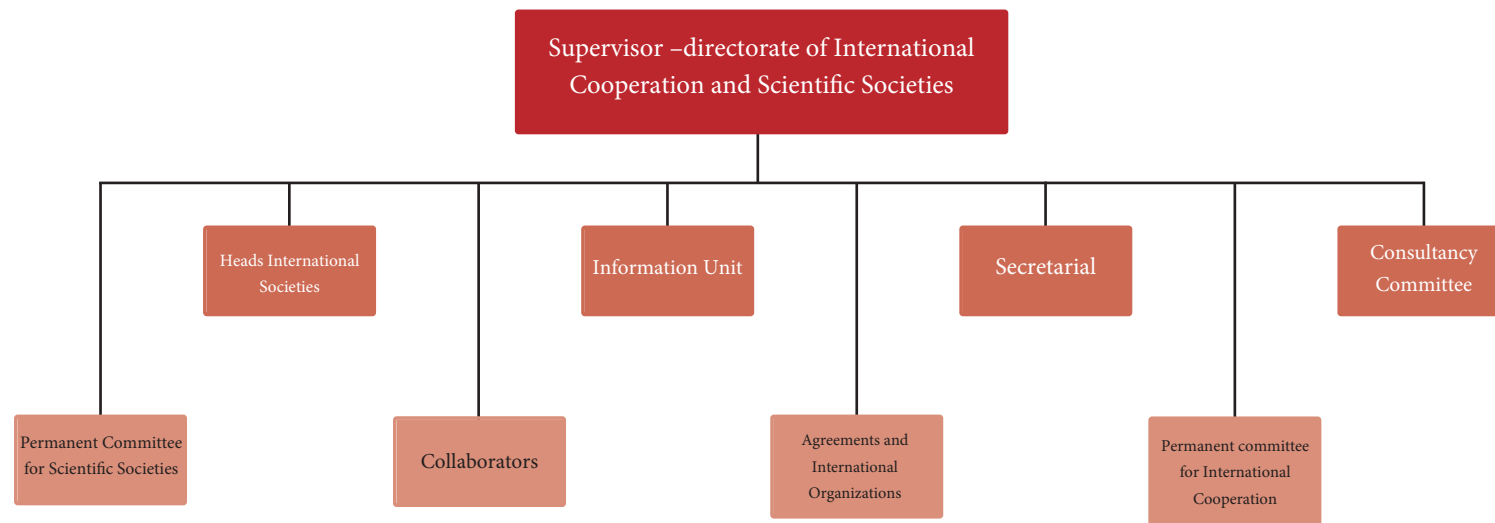 Supervisor –directorate of International
Cooperation and Scientific Societies
Heads International
Societies
Information Unit
Secretarial
Consultancy
Committee
Permanent Committee
for Scientific Societies
Collaborators
Agreements and
International
Organizations
Permanent committee
for International
Cooperation